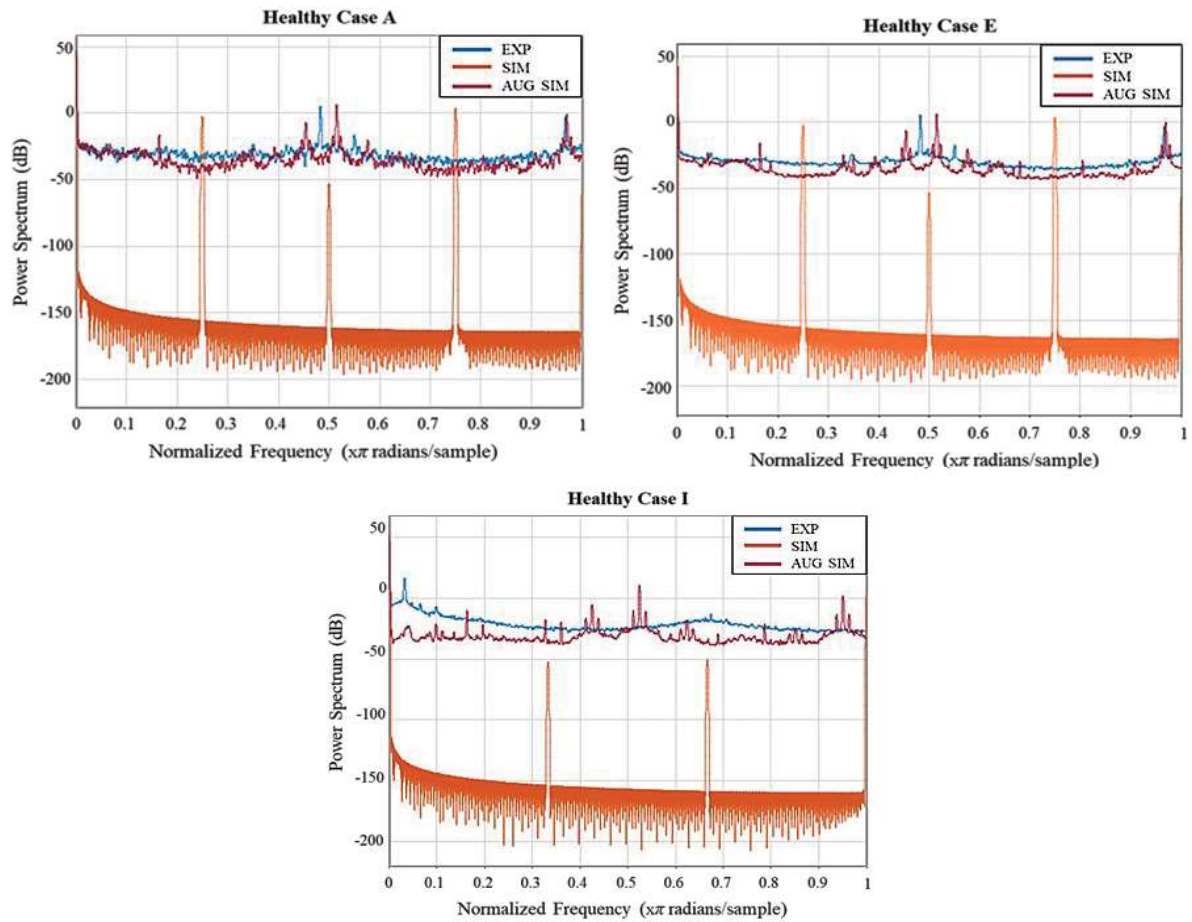 Healthy Case A
EXP
SIM
AUG SIM
Power Spectrum (dB)
50
0
-50
-100
-150
-200
0 0.1 0.2 0.3 0.4 0.5 0.6 0.7 0.8 0.9 1
Normalized Frequency (xπ radians/sample)
Healthy Case E
EXP
SIM
AUG SIM
Power Spectrum (dB)
50
0
-50
-100
-150
-200
0 0.1 0.2 0.3 0.4 0.5 0.6 0.7 0.8 0.9 1
Normalized Frequency (xπ radians/sample)
Healthy Case I
EXP
SIM
AUG SIM
Power Spectrum (dB)
50
0
-50
-100
-150
-200
0 0.1 0.2 0.3 0.4 0.5 0.6 0.7 0.8 0.9 1
Normalized Frequency (xπ radians/sample)